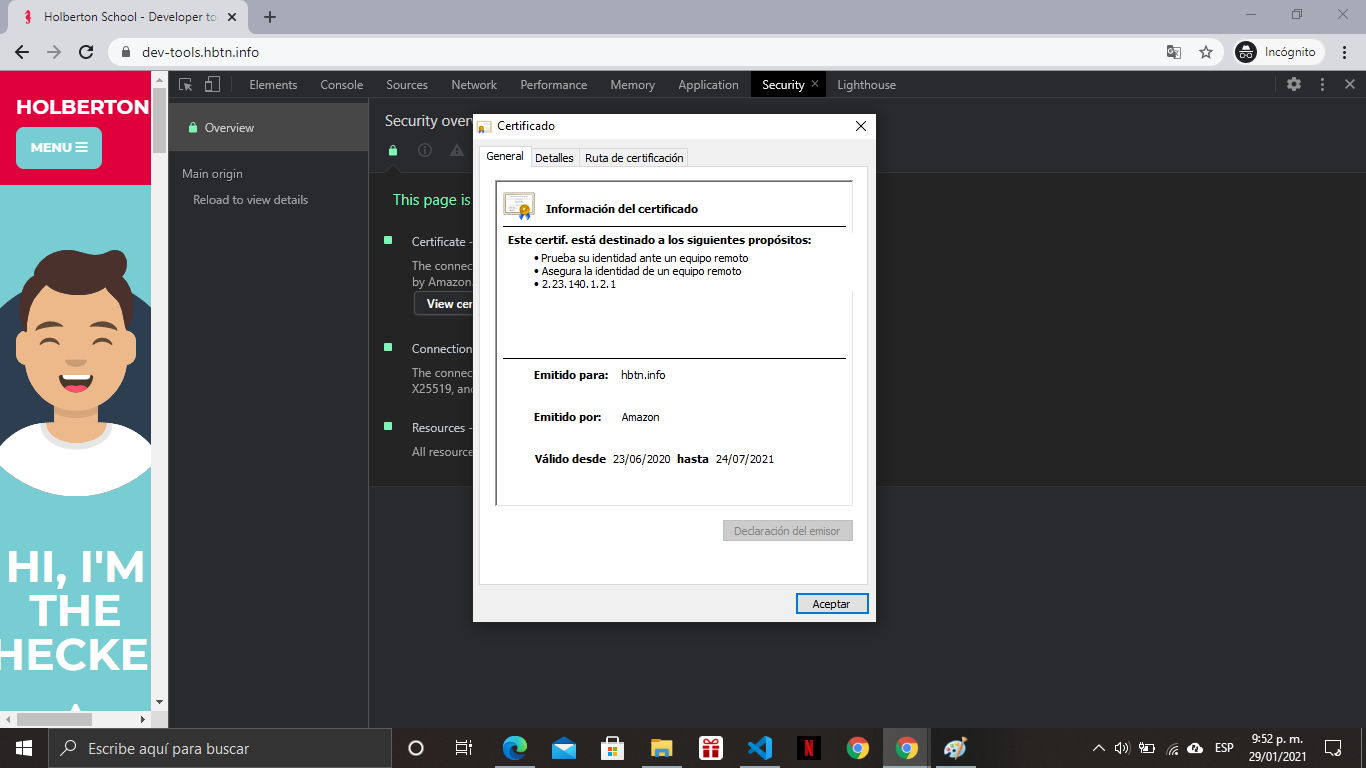 Holberton School - Developer to
dev-tools.hbtn.info
Incógnito
HOLBERTON
MENU
HI, I'M
THE
HECKE
Elements
Console
Sources
Network
Performance
Memory
Application
Security
Lighthouse
Overview
Main origin
Reload to view details
Security over
This page is
Certificate -
The connec
by Amazon.
View cer
Connection
The connec
X25519, and
Resources -
All resource
Certificado
General
Detalles
Ruta de certificación
Información del certificado
Este certif. está destinado a los siguientes propósitos:
• Prueba su identidad ante un equipo remoto
• Asegura la identidad de un equipo remoto
• 2.23.140.1.2.1
Emitido para: hbtn.info
Emitido por: Amazon
Válido desde 23/06/2020 hasta 24/07/2021
Declaración del emisor
Aceptar
Escribe aquí para buscar
N
ESP
9:52 p. m.
29/01/2021